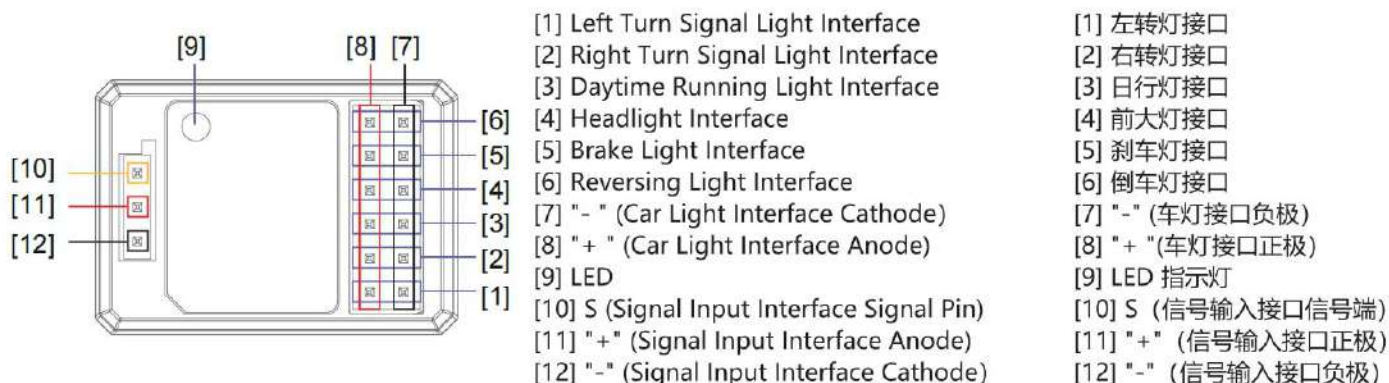 [9]
[8] [7]
[6]
[5]
[4]
[3]
[2]
[1]
[10]
[11]
[12]
[1] Left Turn Signal Light Interface
[2] Right Turn Signal Light Interface
[3] Daytime Running Light Interface
[4] Headlight Interface
[5] Brake Light Interface
[6] Reversing Light Interface
[7] "- " (Car Light Interface Cathode)
[8] "+ " (Car Light Interface Anode)
[9] LED
[10] S (Signal Input Interface Signal Pin)
[11] "+" (Signal Input Interface Anode)
[12] "-" (Signal Input Interface Cathode)
[1] 左转灯接口
[2] 右转灯接口
[3] 日行灯接口
[4] 前大灯接口
[5] 刹车灯接口
[6] 倒车灯接口
[7] "-" (车灯接口负极)
[8] "+ "(车灯接口正极)
[9] LED 指示灯
[10] S (信号输入接口信号端)
[11] "+" (信号输入接口正极)
[12] "-" (信号输入接口负极)